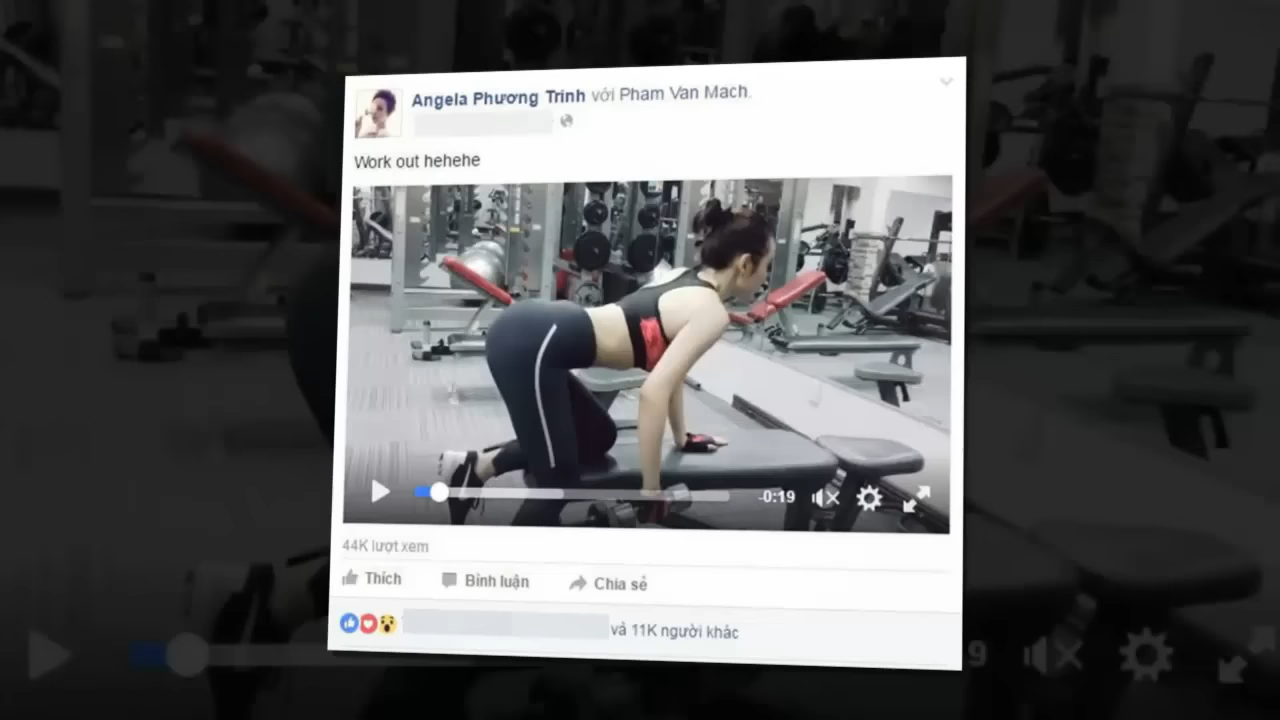 Angela Phương Trinh với Pham Van Mach.
Work out hehehe
-0:19
44K lượt xem
Thích Bình luận Chia sẻ
và 11K người khác
9